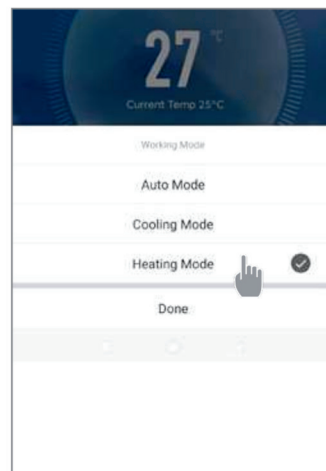 27 °C
Current Temp 25°C
Working Mode
Auto Mode
Cooling Mode
Heating Mode
Done